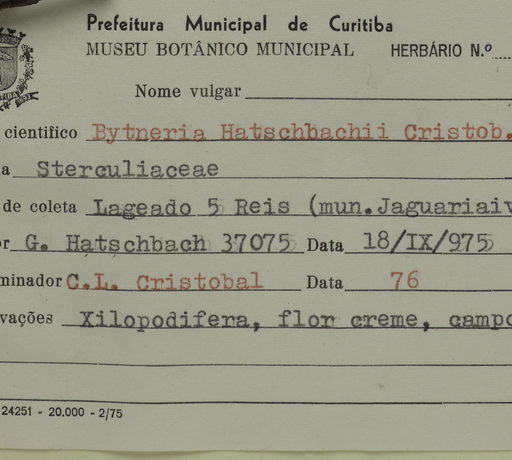 Prefeitura Municipal de Curitiba
MUSEU BOTÂNICO MUNICIPAL HERBÁRIO N.º
Nome vulgar
cientifico Bytneria Hatschbachii Cristob.
a Sterculiaceae
de coleta Lageado 5 Reis (mun.Jaguariaiv
or G. Hatschbach 37075 Data 18/IX/975
minador C.L. Cristobal Data 76
vações Xilopodifera, flor creme, campo
24251 - 20.000 - 2/75